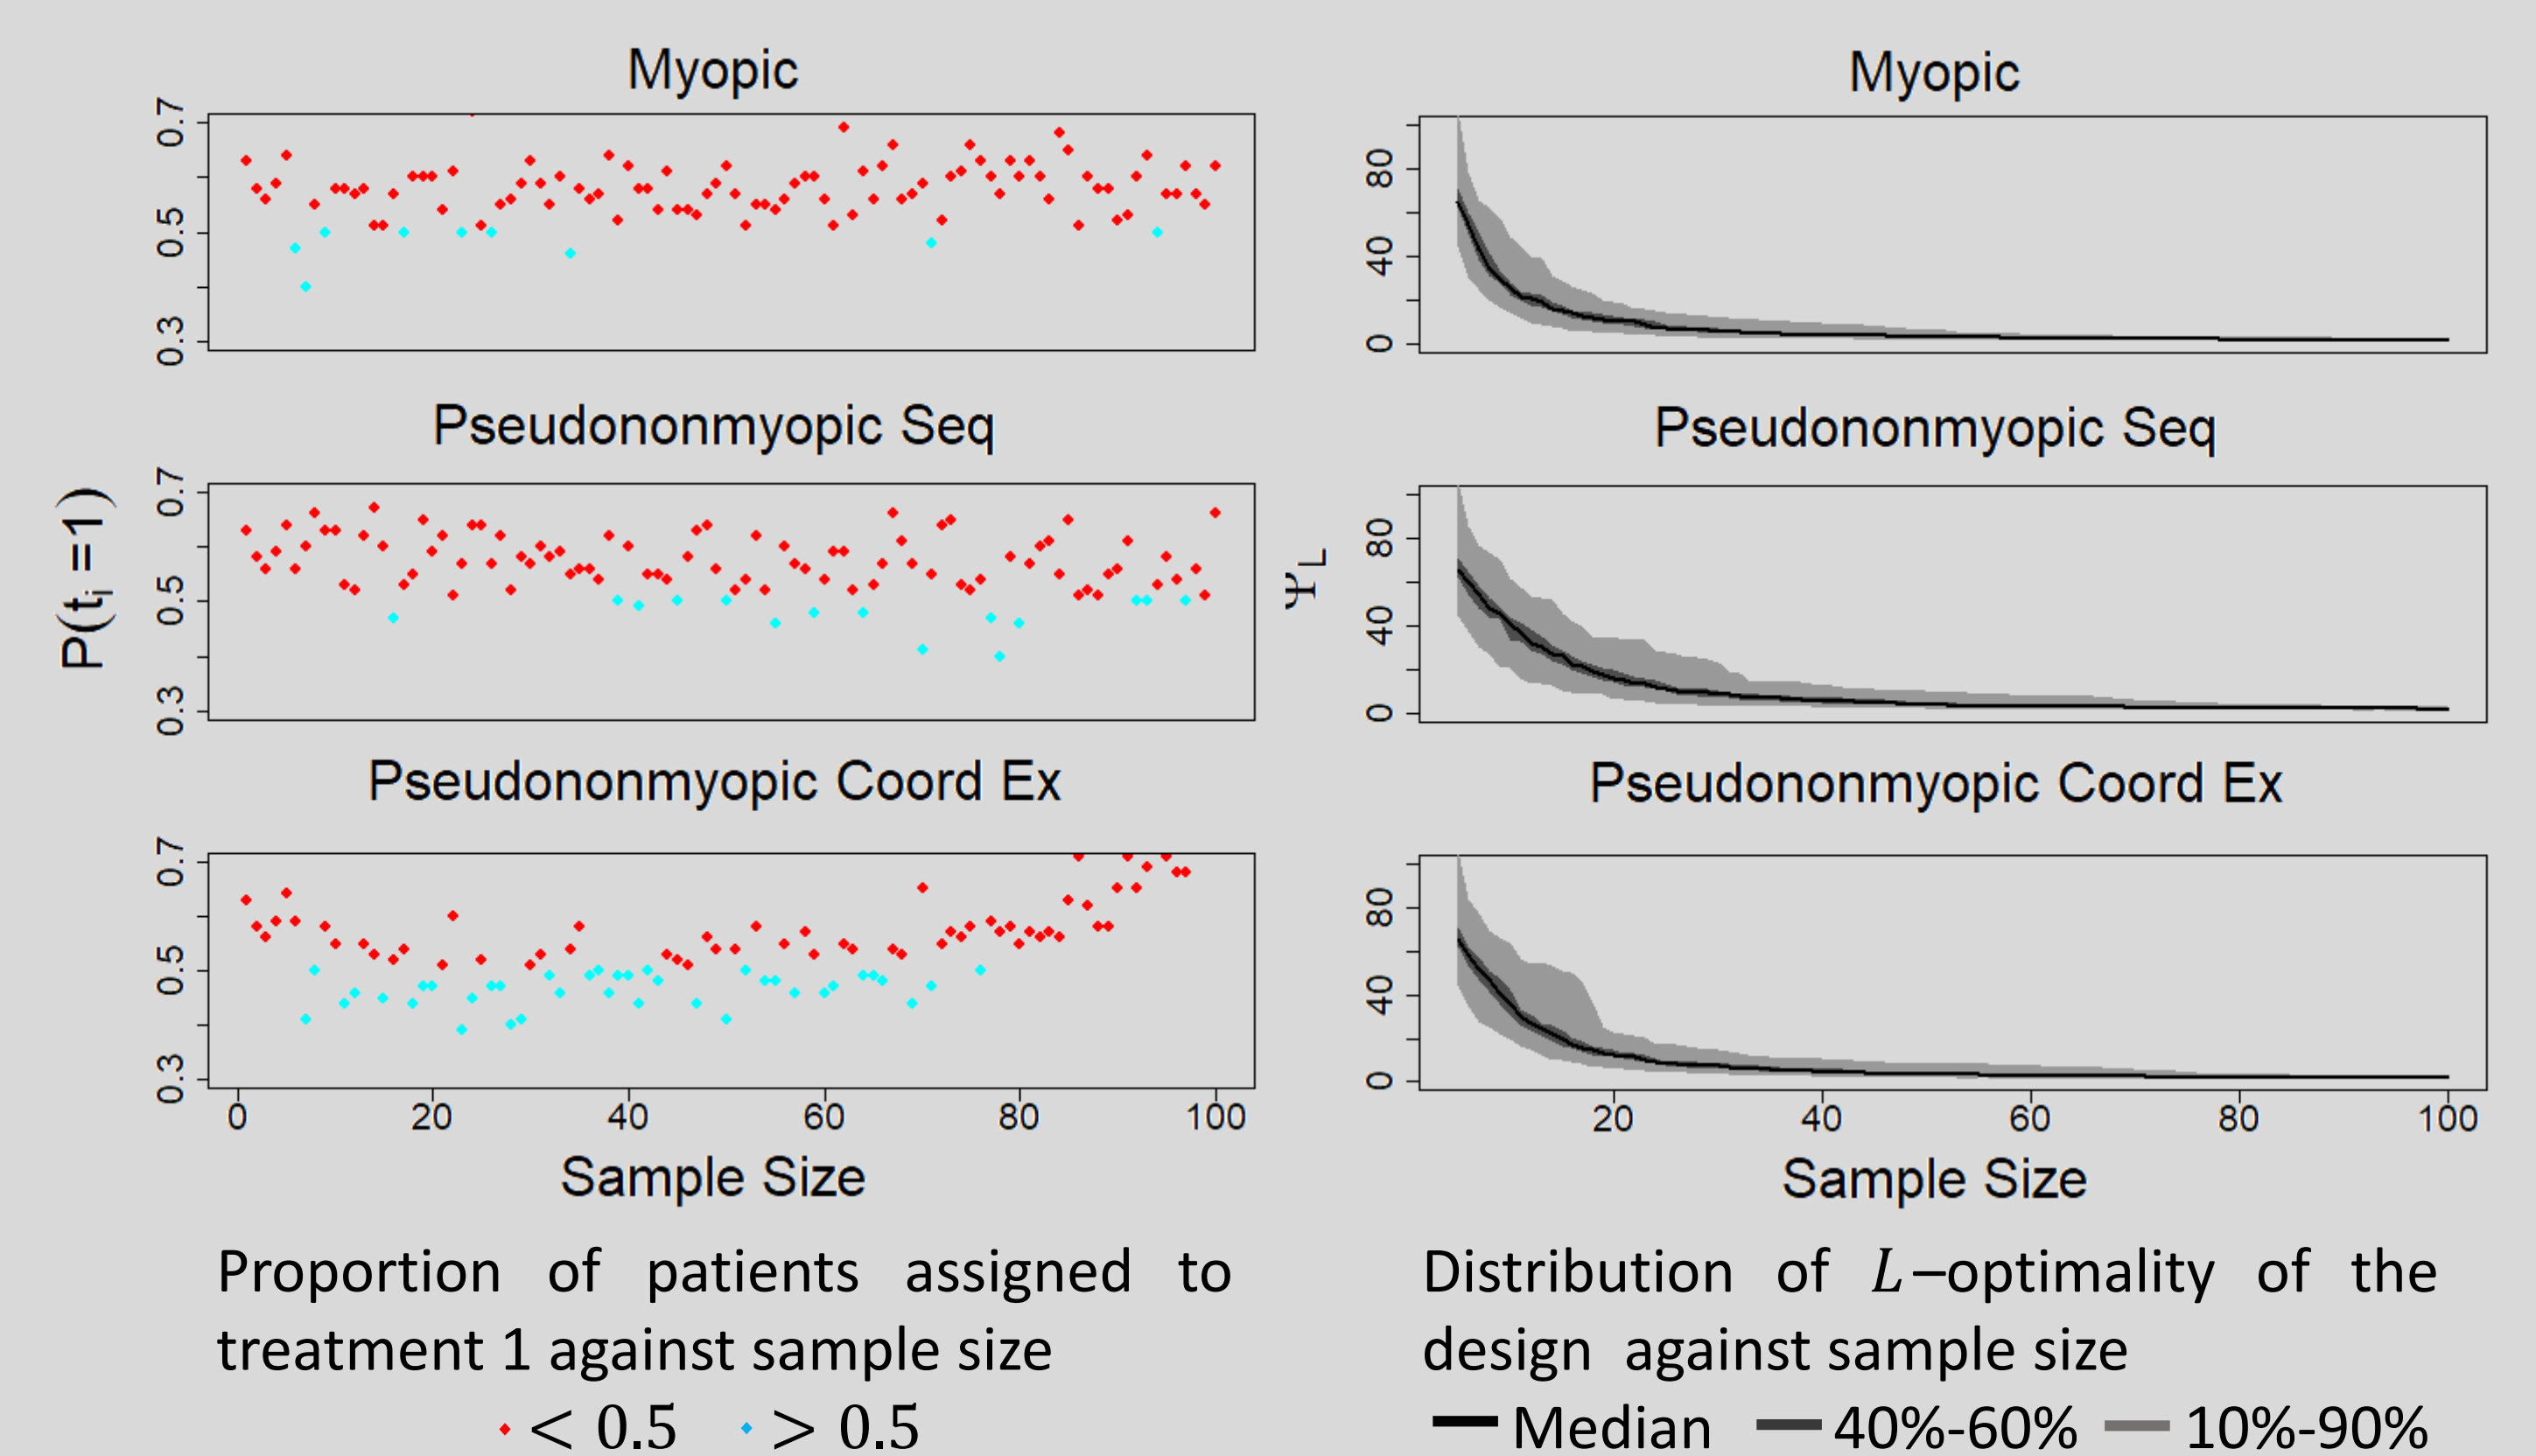 Myopic
0.7
0.5
0.3
Pseudononmyopic Seq
0.7
0.5
0.3
P(ti =1)
Pseudononmyopic Coord Ex
0.7
0.5
0.3
0 20 40 60 80 100
Sample Size
Proportion of patients assigned to
treatment 1 against sample size
< 0.5 > 0.5
Myopic
80
40
0
Pseudononmyopic Seq
80
40
0
ΨL
Pseudononmyopic Coord Ex
80
40
0
20 40 60 80 100
Sample Size
Distribution of L–optimality of the
design against sample size
Median 40%-60% 10%-90%